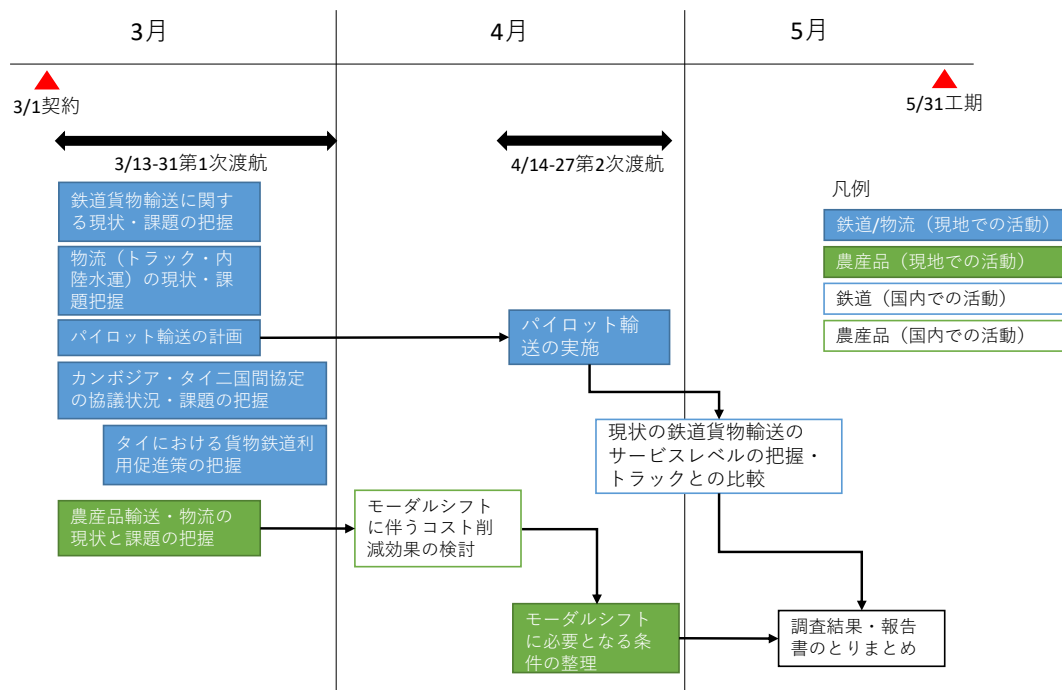 3月
4月
5月
3/1契約
5/31工期
3/13-31第1次渡航
4/14-27第2次渡航
鉄道貨物輸送に関す
る現状・課題の把握
物流（トラック・内
陸水運）の現状・課
題把握
パイロット輸送の計画
カンボジア・タイ二国間協定
の協議状況・課題の把握
タイにおける貨物鉄道利
用促進策の把握
農産品輸送・物流の
現状と課題の把握
パイロット輸
送の実施
現状の鉄道貨物輸送の
サービスレベルの把握・
トラックとの比較
モーダルシフト
に伴うコスト削
減効果の検討
モーダルシフト
に必要となる条
件の整理
調査結果・報告
書のとりまとめ
凡例
鉄道/物流（現地での活動）
農産品（現地での活動）
鉄道（国内での活動）
農産品（国内での活動）